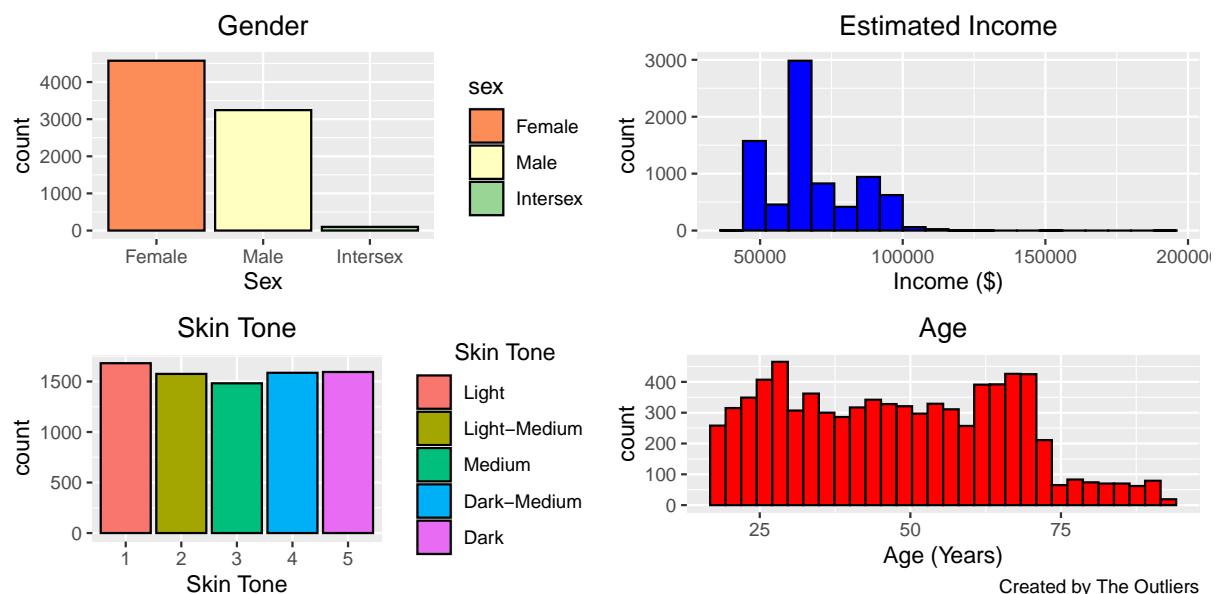 Gender
count
4000
3000
2000
1000
0
Female Male Intersex
Sex
sex
Female
Male
Intersex
Estimated Income
count
3000
2000
1000
0
50000 100000 150000 200000
Income ($)
Skin Tone
count
1500
1000
500
0
1 2 3 4 5
Skin Tone
Skin Tone
Light
Light−Medium
Medium
Dark−Medium
Dark
Age
count
400
300
200
100
0
25 50 75
Age (Years)
Created by The Outliers